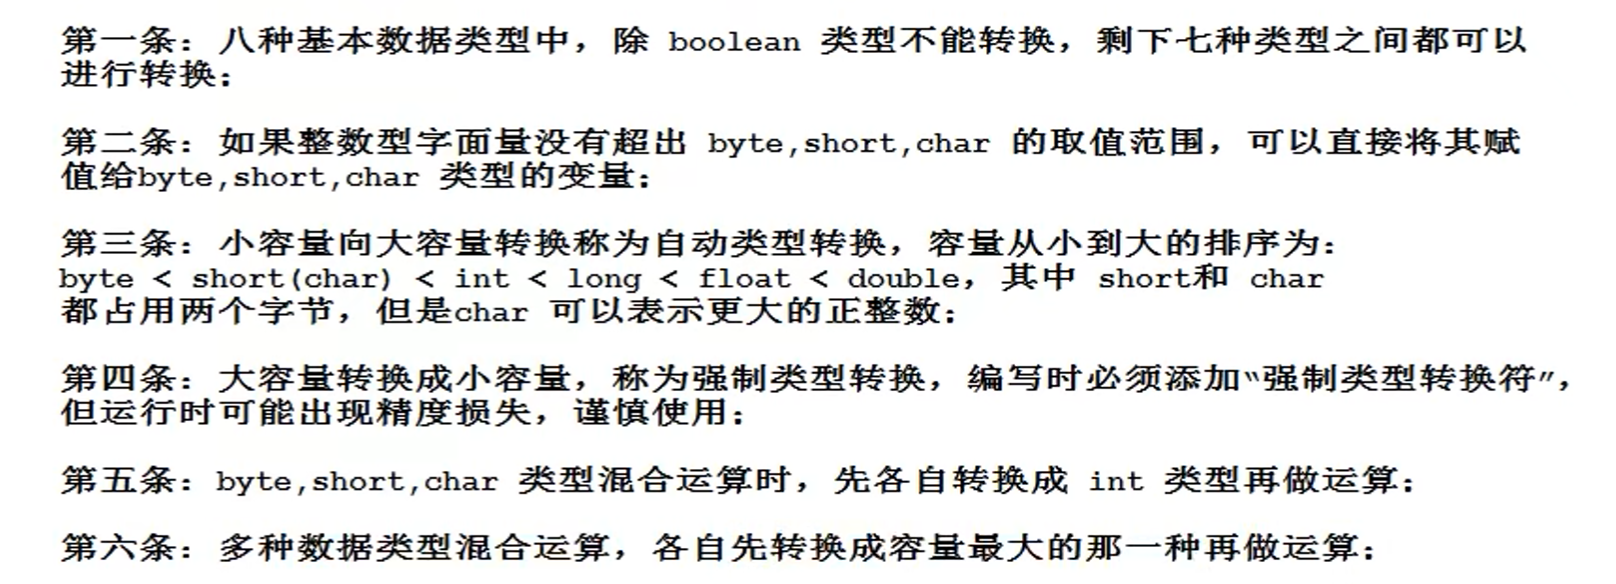 第一条：八种基本数据类型中，除 boolean 类型不能转换，剩下七种类型之间都可以
进行转换；
第二条：如果整数型字面量没有超出 byte,short,char 的取值范围，可以直接将其赋
值给byte,short,char 类型的变量；
第三条：小容量向大容量转换称为自动类型转换，容量从小到大的排序为：
byte < short(char) < int < long < float < double，其中 short和 char
都占用两个字节，但是char 可以表示更大的正整数；
第四条：大容量转换成小容量，称为强制类型转换，编写时必须添加“强制类型转换符”，
但运行时可能出现精度损失，谨慎使用；
第五条：byte,short,char 类型混合运算时，先各自转换成 int 类型再做运算；
第六条：多种数据类型混合运算，各自先转换成容量最大的那一种再做运算；